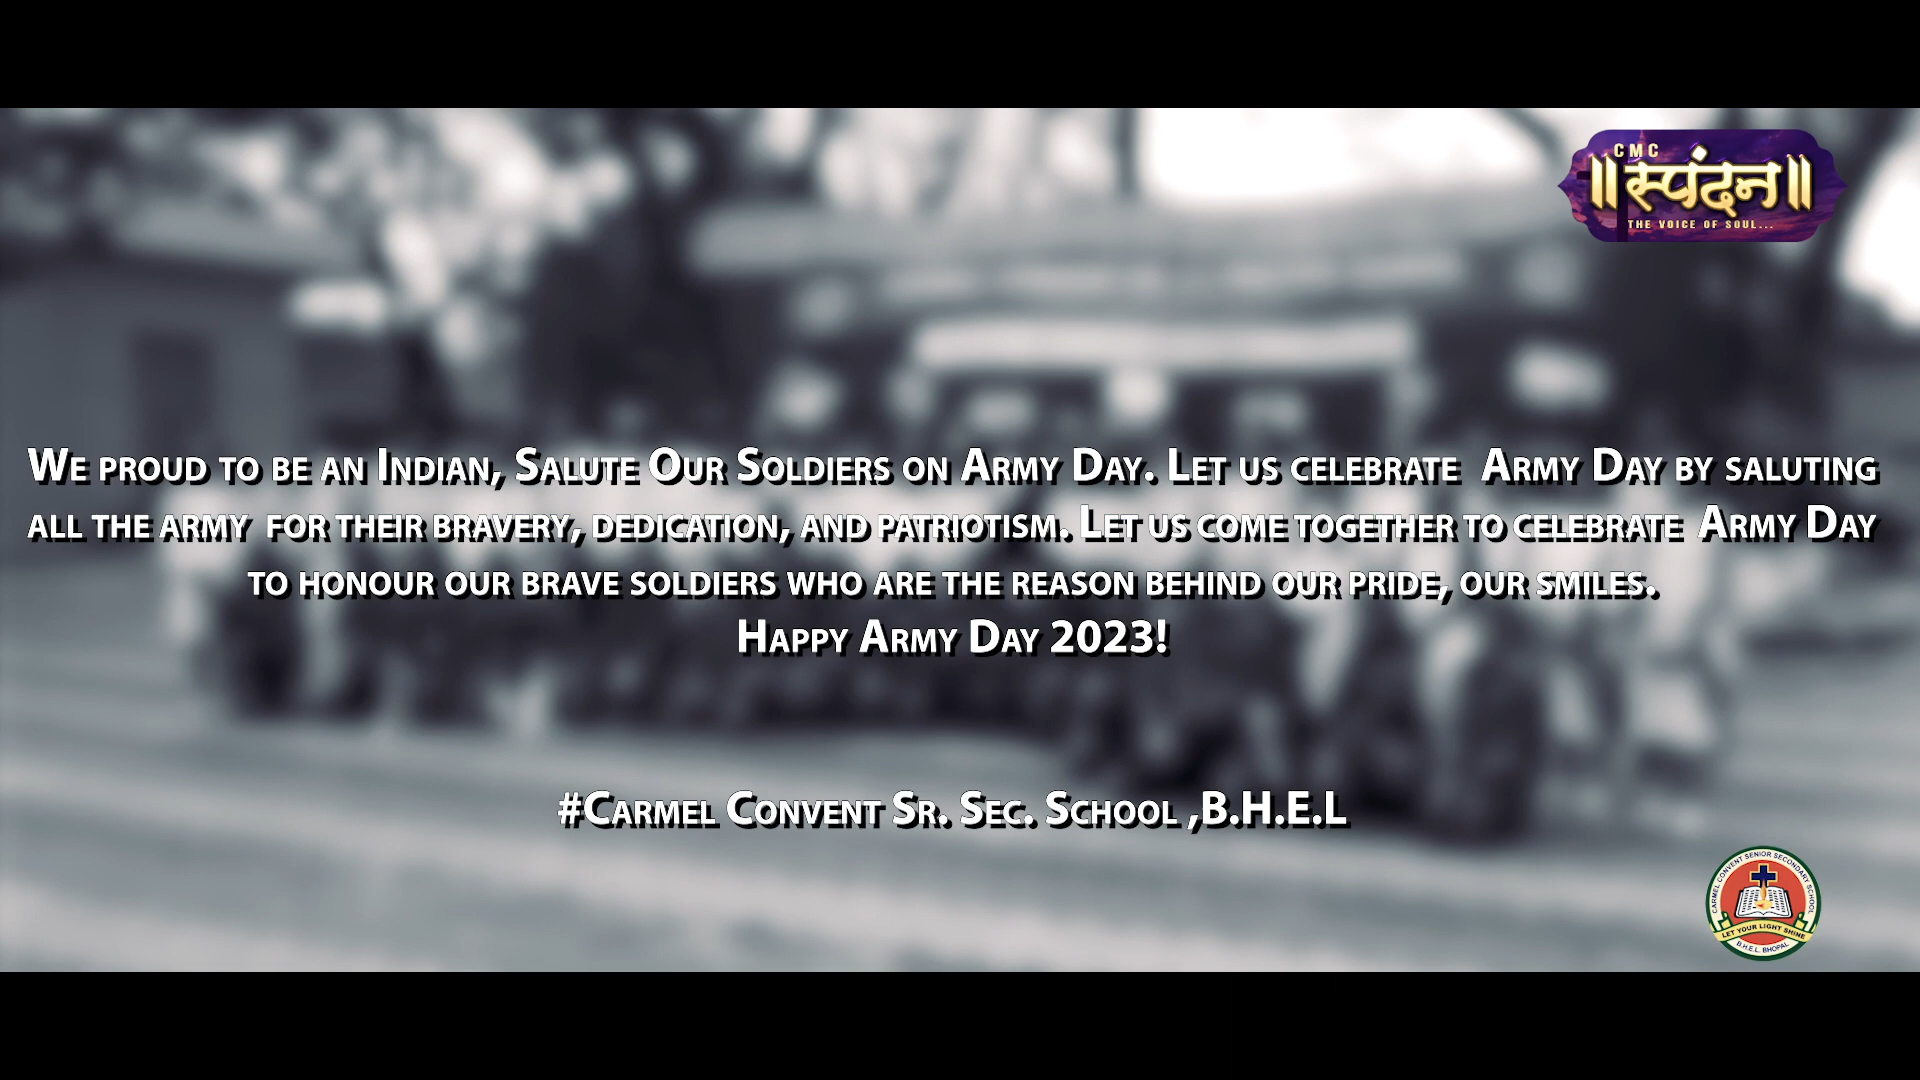 CMC
॥स्पंदन॥
THE VOICE OF SOUL...
We proud to be an Indian, Salute Our Soldiers on Army Day. Let us celebrate Army Day by saluting
all the army for their bravery, dedication, and patriotism. Let us come together to celebrate Army Day
to honour our brave soldiers who are the reason behind our pride, our smiles.
Happy Army Day 2023!
#Carmel Convent Sr. Sec. School ,B.H.E.L
CARMEL CONVENT SENIOR SECONDARY SCHOOL
LET YOUR LIGHT SHINE
B.H.E.L. BHOPAL